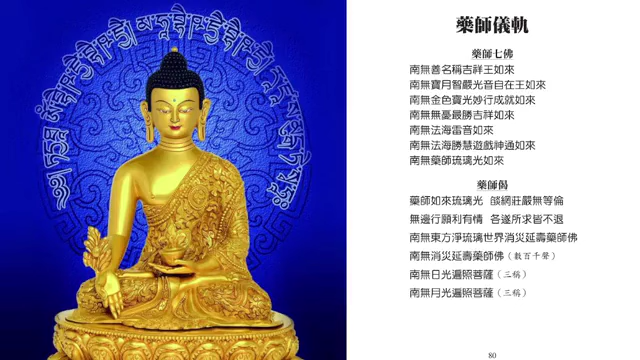 藥師儀軌
藥師七佛
南無善名稱吉祥王如來
南無寶月智嚴光音自在王如來
南無金色寶光妙行成就如來
南無無憂最勝吉祥如來
南無法海雷音如來
南無法海勝慧遊戲神通如來
南無藥師琉璃光如來
藥師偈
藥師如來琉璃光 燄網莊嚴無等倫
無邊行願利有情 各遂所求皆不退
南無東方淨琉璃世界消災延壽藥師佛
南無消災延壽藥師佛（數百千聲）
南無日光遍照菩薩（三稱）
南無月光遍照菩薩（三稱）
80